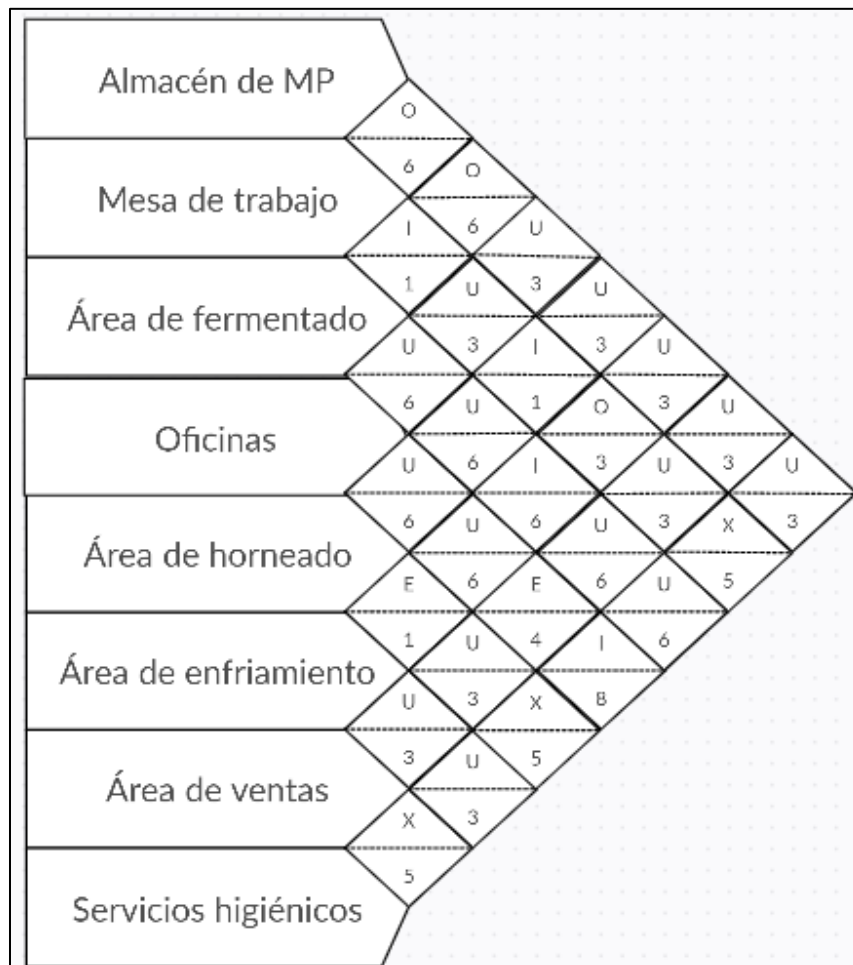 Almacén de MP
O
6 O
Mesa de trabajo
I 6 U
1 U 3 U
Área de fermentado
U 3 I 3 U
6 U 1 O 3 U
Oficinas
U 6 I 3 U 3 U
6 U 6 U 3 X 3
Área de horneado
E 6 E 6 U 5
1 U 4 I 6
Área de enfriamiento
U 3 X 8
3 U 5
Área de ventas
X 3
5
Servicios higiénicos